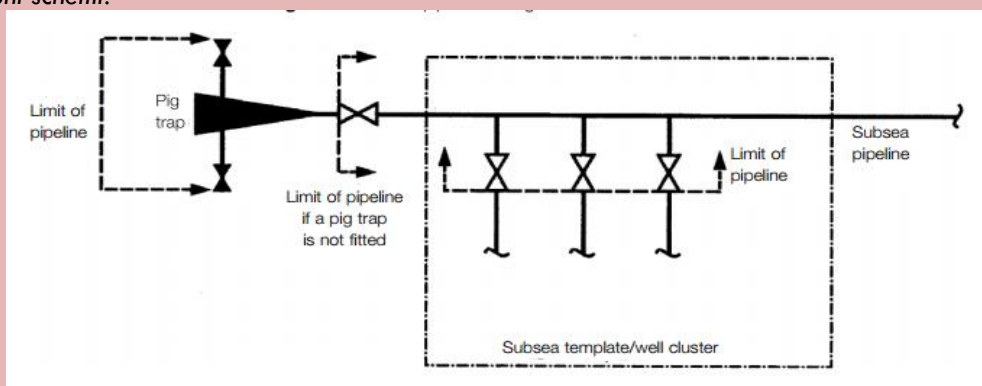 Limit of
pipeline
Pig
trap
Limit of pipeline
if a pig trap
is not fitted
Limit of
pipeline
Subsea
pipeline
Subsea template/well cluster